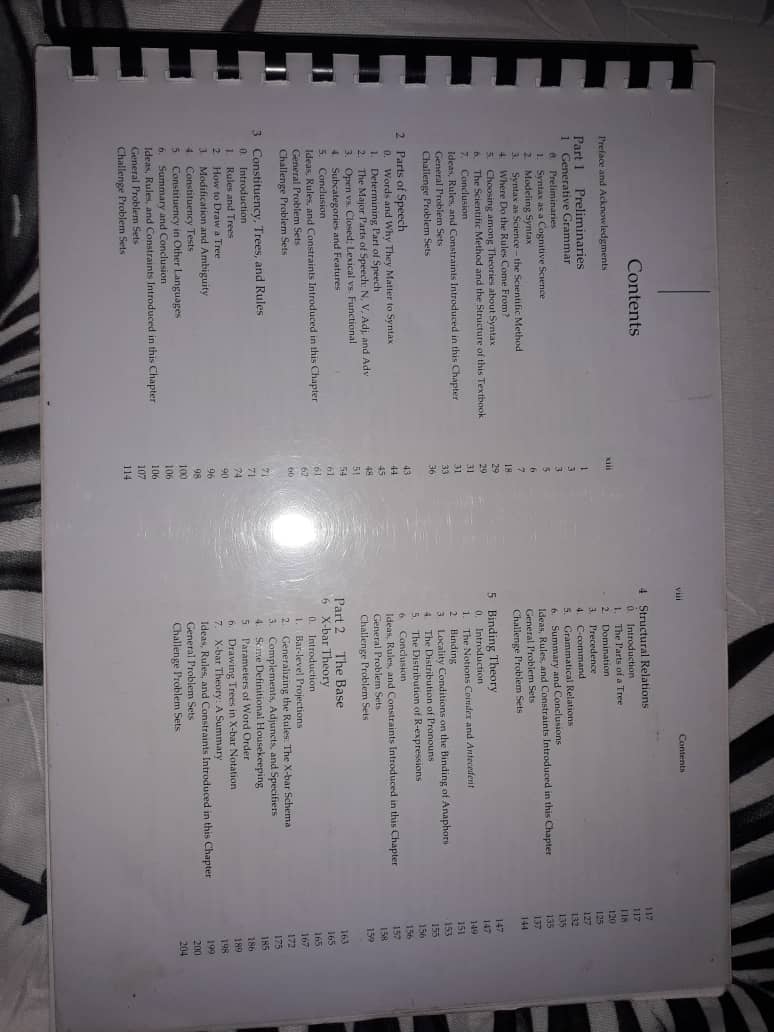 Contents
Preface and Acknowledgments xiii
Part 1 Preliminaries 1
1 Generative Grammar 3
0. Preliminaries 3
1. Syntax as a Cognitive Science 5
2. Modeling Syntax 6
3. Syntax as Science – the Scientific Method 7
4. Where Do the Rules Come From? 18
5. Choosing among Theories about Syntax 29
6. The Scientific Method and the Structure of this Textbook 29
7. Conclusion 31
Ideas, Rules, and Constraints Introduced in this Chapter 31
General Problem Sets 33
Challenge Problem Sets 36
2 Parts of Speech 43
0. Words and Why They Matter to Syntax 44
1. Determining Part of Speech 45
2. The Major Parts of Speech: N, V, Adj, and Adv 48
3. Open vs. Closed; Lexical vs. Functional 51
4. Subcategories and Features 54
5. Conclusion 61
Ideas, Rules, and Constraints Introduced in this Chapter 61
General Problem Sets 62
Challenge Problem Sets 66
3 Constituency, Trees, and Rules 71
0. Introduction 71
1. Rules and Trees 74
2. How to Draw a Tree 90
3. Modification and Ambiguity 96
4. Constituency Tests 98
5. Constituency in Other Languages 100
6. Summary and Conclusion 106
Ideas, Rules, and Constraints Introduced in this Chapter 106
General Problem Sets 107
Challenge Problem Sets 114
viii Contents
4 Structural Relations 117
0. Introduction 117
1. The Parts of a Tree 118
2. Domination 120
3. Precedence 125
4. C-command 127
5. Grammatical Relations 132
6. Summary and Conclusions 135
Ideas, Rules, and Constraints Introduced in this Chapter 135
General Problem Sets 137
Challenge Problem Sets 144
5 Binding Theory 147
0. Introduction 147
1. The Notions Coindex and Antecedent 149
2. Binding 151
3. Locality Conditions on the Binding of Anaphors 153
4. The Distribution of Pronouns 155
5. The Distribution of R-expressions 156
6. Conclusion 156
Ideas, Rules, and Constraints Introduced in this Chapter 157
General Problem Sets 158
Challenge Problem Sets 159
Part 2 The Base 163
6 X-bar Theory 165
0. Introduction 165
1. Bar-level Projections 167
2. Generalizing the Rules: The X-bar Schema 172
3. Complements, Adjuncts, and Specifiers 175
4. Some Definitional Housekeeping 185
5. Parameters of Word Order 186
6. Drawing Trees in X-bar Notation 189
7. X-bar Theory: A Summary 198
Ideas, Rules, and Constraints Introduced in this Chapter 199
General Problem Sets 200
Challenge Problem Sets 204